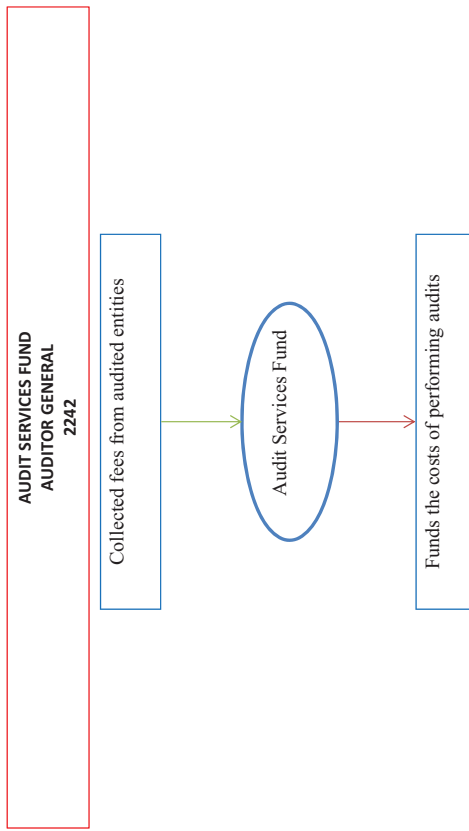 AUDIT SERVICES FUND
AUDITOR GENERAL
2242
Collected fees from audited entities
Audit Services Fund
Funds the costs of performing audits